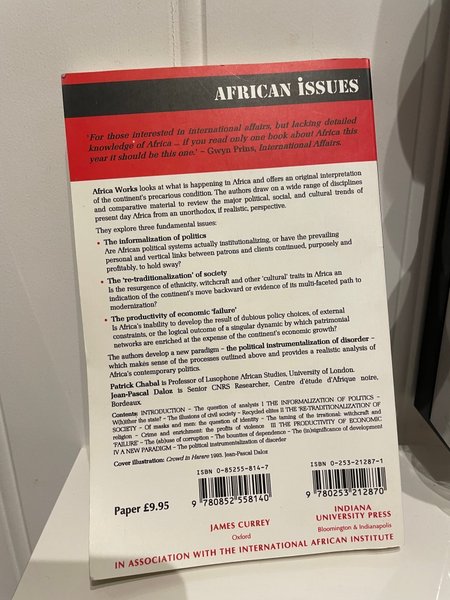 AFRICAN iSSUES
'For those interested in international affairs, but lacking detailed
knowledge of Africa ... if you read only one book about Africa this
year it should be this one.' ~ Gwyn Prins, International Affairs.
Africa Works looks at what is happening in Africa and offers an original interpretation
of the continent's precarious condition. The authors draw on a wide range of disciplines
and comparative material to review the major political, social, and cultural trends of
present day Africa from an unorthodox, if realistic, perspective.
They explore three fundamental issues:
• The informalization of politics
Are African political systems actually institutionalizing, or have the prevailing
personal and vertical links between patrons and clients continued, purposely and
profitably, to hold sway?
• The 're-traditionalization' of society
Is the resurgence of ethnicity, witchcraft and other 'cultural' traits in Africa an
indication of the continent's move backward or evidence of its multi-faceted path to
modernization?
• The productivity of economic 'failure'
Is Africa's inability to develop the result of dubious policy choices, of external
constraints, or the logical outcome of a singular dynamic by which patrimonial
networks are enriched at the expense of the continent's economic growth?
The authors develop a new paradigm – the political instrumentalization of disorder –
which makes sense of the processes outlined above and provides a realistic analysis of
Africa's contemporary politics.
Patrick Chabal is Professor of Lusophone African Studies, University of London.
Jean-Pascal Daloz is Senior CNRS Researcher, Centre d'étude d'Afrique noire,
Bordeaux.
Contents: INTRODUCTION – The question of analysis I THE INFORMALIZATION OF POLITICS –
W(h)ither the state? – The illusions of civil society – Recycled elites II THE 'RE-TRADITIONALIZATION' OF
SOCIETY – Of masks and men: the question of identity – The taming of the irrational: witchcraft and
religion – Crime and enrichment: the profits of violence III THE PRODUCTIVITY OF ECONOMIC
'FAILURE' – The (ab)use of corruption – The bounties of dependence – The (in)significance of development
IV A NEW PARADIGM – The political instrumentalization of disorder
Cover illustration: Crowd in Harare 1995. Jean-Pascal Daloz
ISBN 0-85255-814-7
ISBN 0-253-21287-1
Paper £9.95
9 780852 558140
9 780253 212870
JAMES CURREY
Oxford
INDIANA
UNIVERSITY PRESS
Bloomington & Indianapolis
IN ASSOCIATION WITH THE INTERNATIONAL AFRICAN INSTITUTE